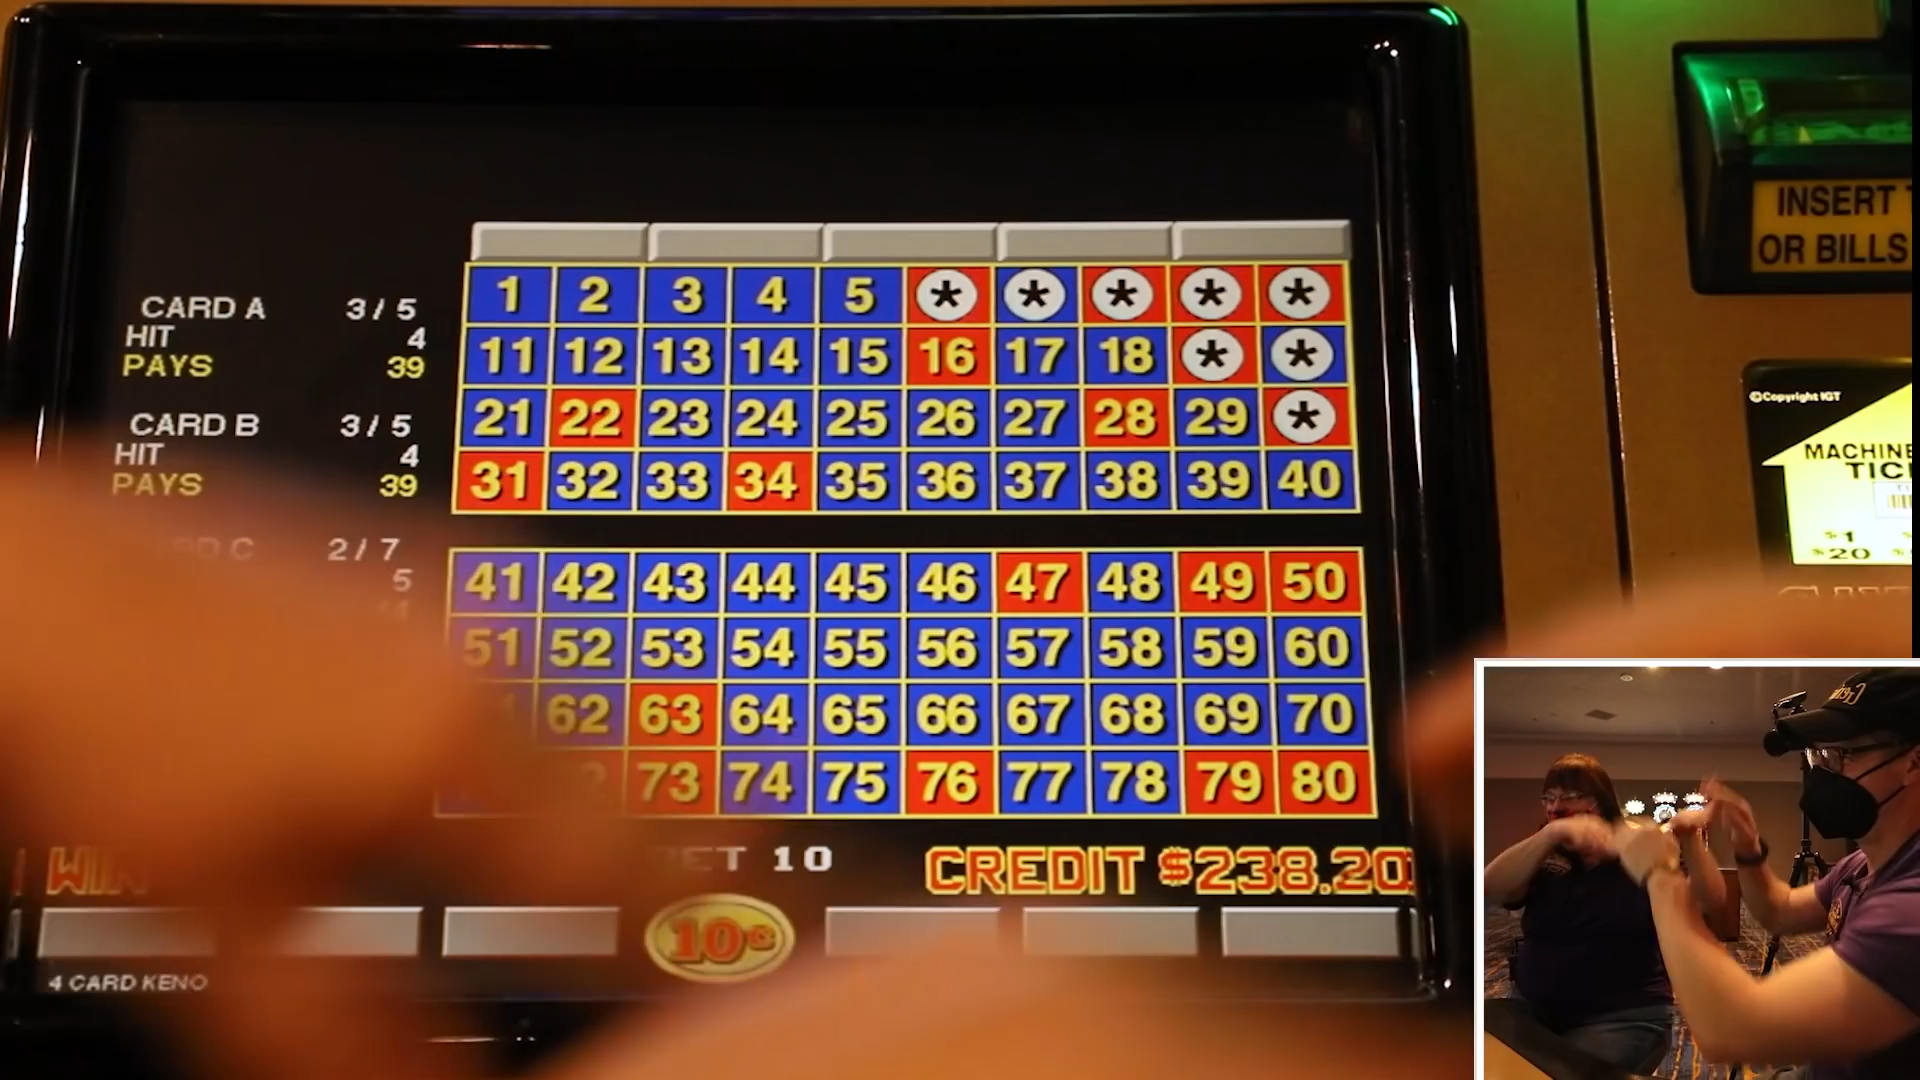 CARD A 3/5
HIT 4
PAYS 39
CARD B 3/5
HIT 4
PAYS 39
C 2/7
5
1 2 3 4 5 * * * * *
11 12 13 14 15 16 17 18 * *
21 22 23 24 25 26 27 28 29 *
31 32 33 34 35 36 37 38 39 40
41 42 43 44 45 46 47 48 49 50
51 52 53 54 55 56 57 58 59 60
62 63 64 65 66 67 68 69 70
73 74 75 76 77 78 79 80
WIN
BET 10
CREDIT $238.20
10¢
4 CARD KENO
INSERT
OR BILLS
©Copyright IGT
MACHINE
TIC
$1
$20